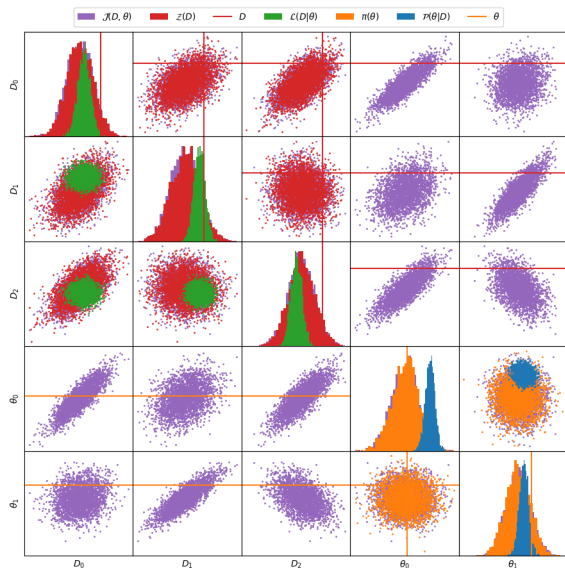 𝒥(D, θ) 𝒵(D) D ℒ(D|θ) π(θ) 𝒫(θ|D) θ
D₀
D₁
D₂
θ₀
θ₁
D₀ D₁ D₂ θ₀ θ₁